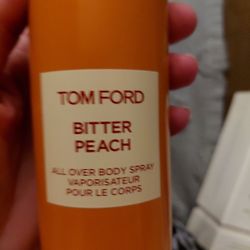 TOM FORD
BITTER
PEACH
ALL OVER BODY SPRAY
VAPORISATEUR
POUR LE CORPS